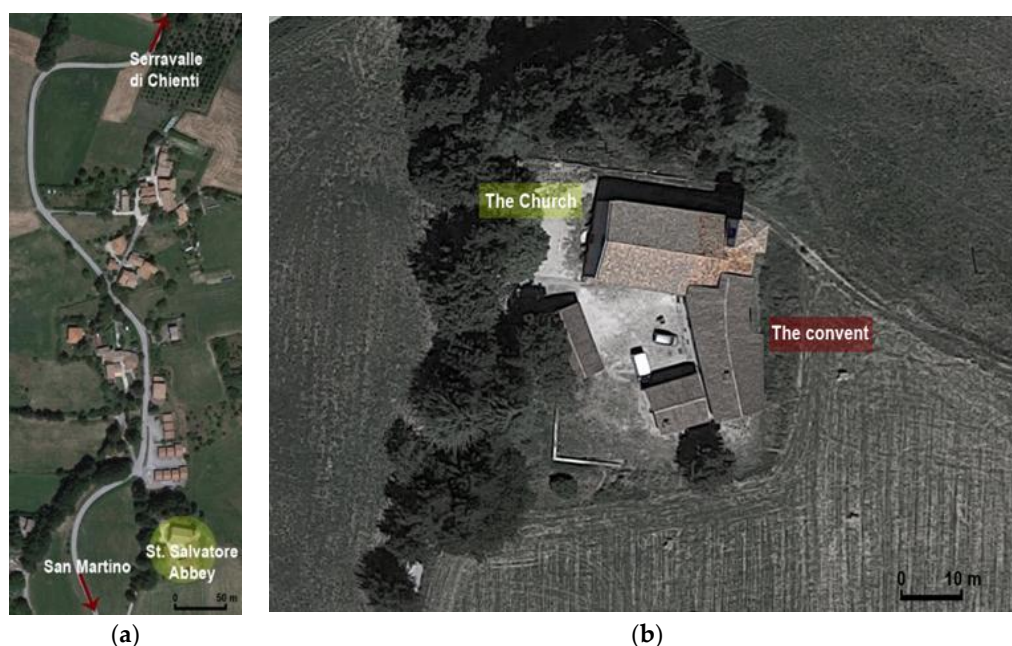 Serravalle
di Chienti
San Martino
St. Salvatore
Abbey
0 50 m
The Church
The convent
0 10 m
(a)
(b)